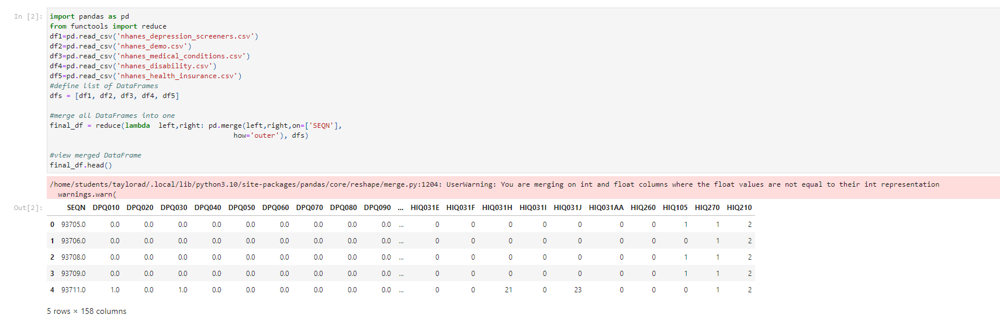 In [2]:
import pandas as pd
from functools import reduce
df1=pd.read_csv('nhanes_depression_screeners.csv')
df2=pd.read_csv('nhanes_demo.csv')
df3=pd.read_csv('nhanes_medical_conditions.csv')
df4=pd.read_csv('nhanes_disability.csv')
df5=pd.read_csv('nhanes_health_insurance.csv')
#define list of DataFrames
dfs = [df1, df2, df3, df4, df5]
#merge all DataFrames into one
final_df = reduce(lambda  left,right: pd.merge(left,right,on=['SEQN'],
how='outer'), dfs)
#view merged DataFrame
final_df.head()
/home/students/taylorad/.local/lib/python3.10/site-packages/pandas/core/reshape/merge.py:1204: UserWarning: You are merging on int and float columns where the float values are not equal to their int representation
warnings.warn(
Out[2]:
SEQN DPQ010 DPQ020 DPQ030 DPQ040 DPQ050 DPQ060 DPQ070 DPQ080 DPQ090 ... HIQ031E HIQ031F HIQ031H HIQ031I HIQ031J HIQ031AA HIQ260 HIQ105 HIQ270 HIQ210
0 93705.0 0.0 0.0 0.0 0.0 0.0 0.0 0.0 0.0 0.0 ... 0 0 0 0 0 0 0 1 1 2
1 93706.0 0.0 0.0 0.0 0.0 0.0 0.0 0.0 0.0 0.0 ... 0 0 0 0 0 0 0 0 1 2
2 93708.0 0.0 0.0 0.0 0.0 0.0 0.0 0.0 0.0 0.0 ... 0 0 0 0 0 0 0 1 1 2
3 93709.0 0.0 0.0 0.0 0.0 0.0 0.0 0.0 0.0 0.0 ... 0 0 0 0 0 0 0 1 1 2
4 93711.0 1.0 0.0 1.0 0.0 0.0 0.0 0.0 0.0 0.0 ... 0 0 21 0 23 0 0 0 1 2
5 rows × 158 columns